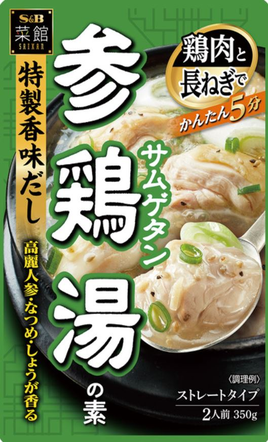 S&B
菜館
SAIKAN
鶏肉と
長ねぎで
かんたん5分
特製香味だし
参鶏湯の素
サムゲタン
高麗人参・なつめ・しょうが香る
〈調理例〉
ストレートタイプ
2人前 350g